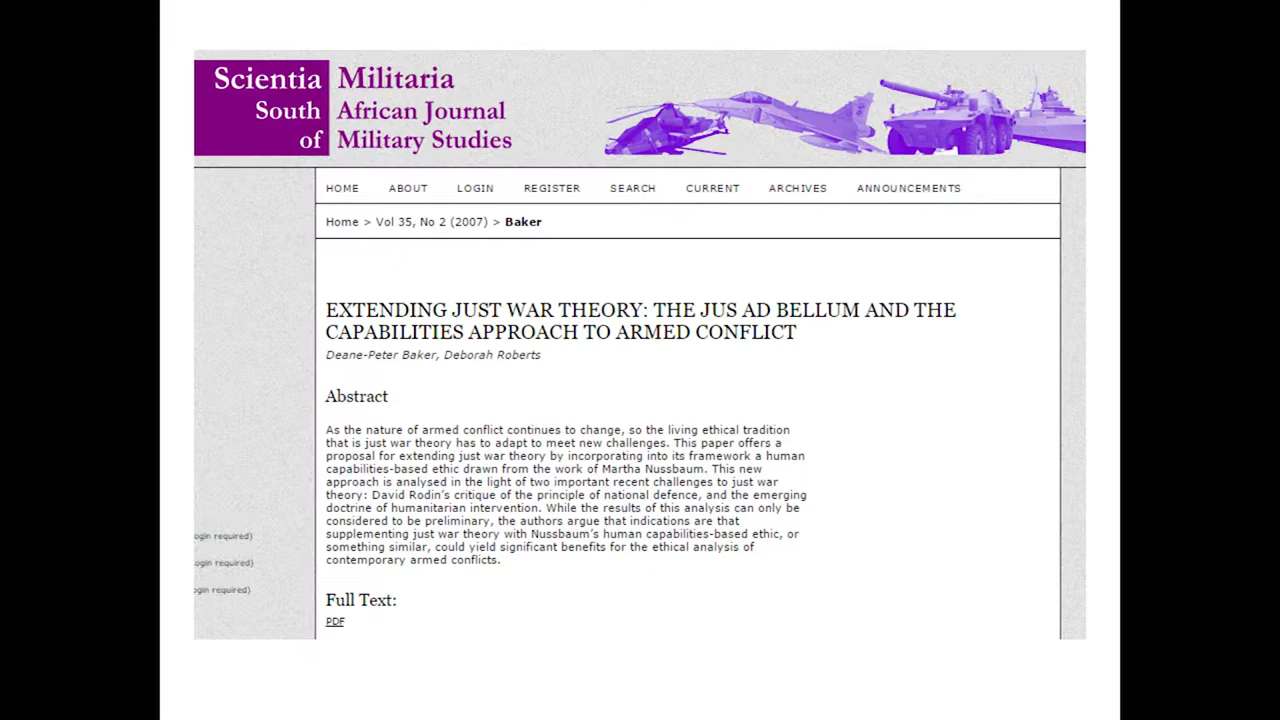 Scientia Militaria
South African Journal
of Military Studies
HOME ABOUT LOGIN REGISTER SEARCH CURRENT ARCHIVES ANNOUNCEMENTS
Home > Vol 35, No 2 (2007) > Baker
EXTENDING JUST WAR THEORY: THE JUS AD BELLUM AND THE
CAPABILITIES APPROACH TO ARMED CONFLICT
Deane-Peter Baker, Deborah Roberts
Abstract
As the nature of armed conflict continues to change, so the living ethical tradition
that is just war theory has to adapt to meet new challenges. This paper offers a
proposal for extending just war theory by incorporating into its framework a human
capabilities-based ethic drawn from the work of Martha Nussbaum. This new
approach is analysed in the light of two important recent challenges to just war
theory: David Rodin's critique of the principle of national defence, and the emerging
doctrine of humanitarian intervention. While the results of this analysis can only be
considered to be preliminary, the authors argue that indications are that
supplementing just war theory with Nussbaum's human capabilities-based ethic, or
something similar, could yield significant benefits for the ethical analysis of
contemporary armed conflicts.
Full Text:
PDF
ogin required)
ogin required)
ogin required)